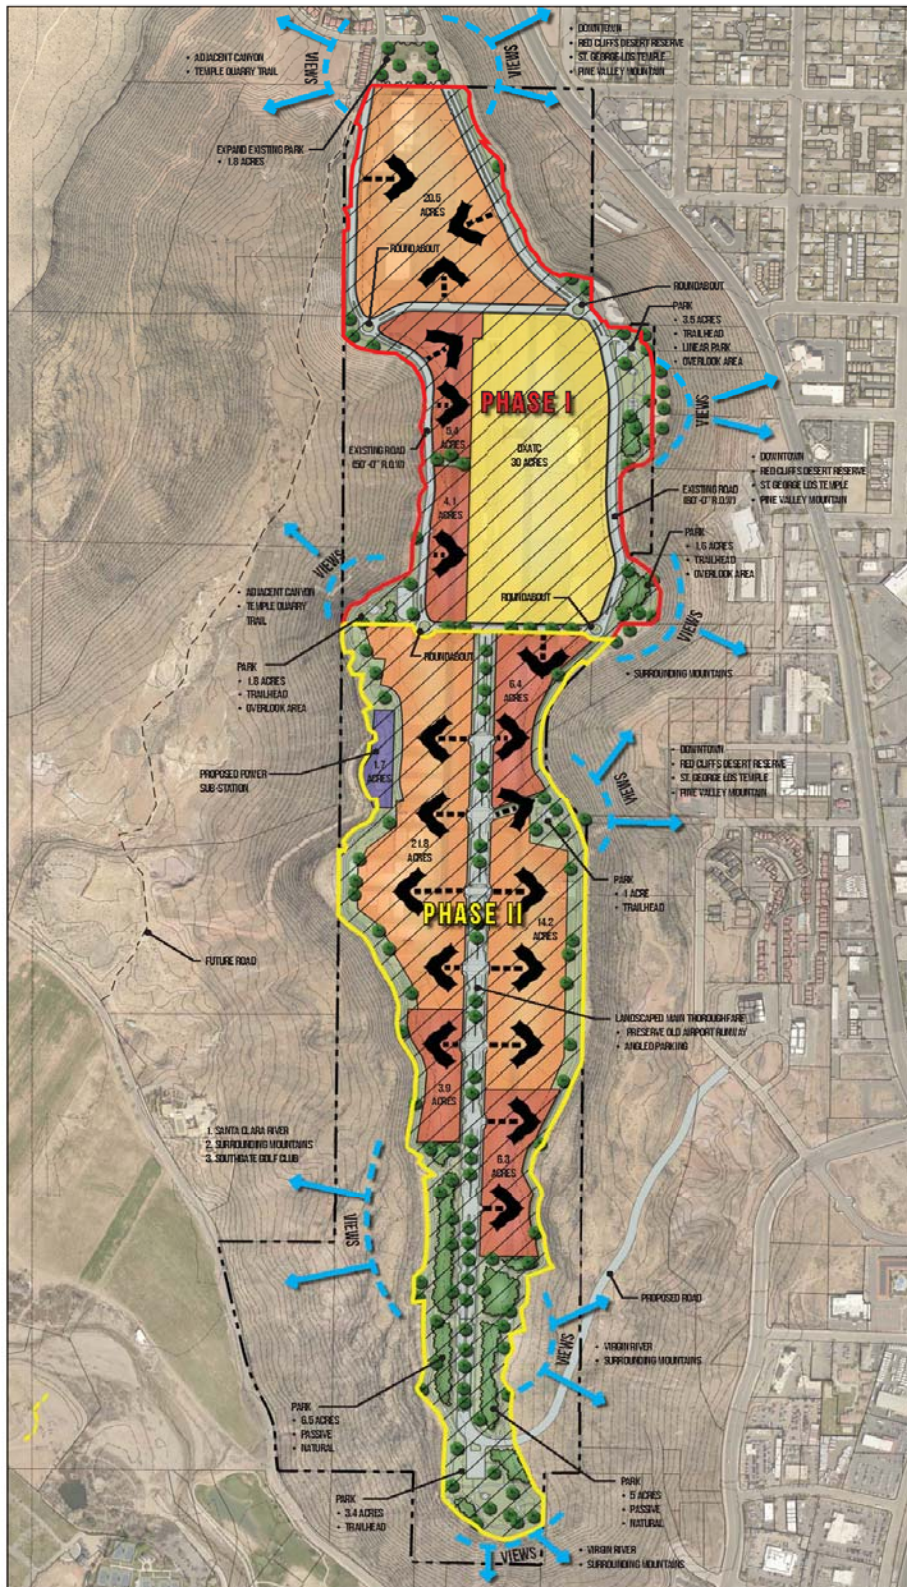 • DOWNTOWN
• RED CLIFFS DESERT RESERVE
• ST. GEORGE LDS TEMPLE
• PINE VALLEY MOUNTAIN
• ADJACENT CANYON
• TEMPLE QUARRY TRAIL
VIEWS
VIEWS
EXPAND EXISTING PARK
• 1.8 ACRES
20.5
ACRES
ROUNDABOUT
ROUNDABOUT
PARK
• 3.5 ACRES
• TRAILHEAD
• LINEAR PARK
• OVERLOOK AREA
PHASE I
VIEWS
5.4
ACRES
EXISTING ROAD
(50'-0" R.O.W)
DXATC
30 ACRES
• DOWNTOWN
• RED CLIFFS DESERT RESERVE
• ST. GEORGE LDS TEMPLE
• PINE VALLEY MOUNTAIN
4.1
ACRES
EXISTING ROAD
(60'-0" R.O.W)
PARK
• 1.6 ACRES
• TRAILHEAD
• OVERLOOK AREA
VIEWS
• ADJACENT CANYON
• TEMPLE QUARRY
TRAIL
ROUNDABOUT
VIEWS
ROUNDABOUT
PARK
• 1.8 ACRES
• TRAILHEAD
• OVERLOOK AREA
6.4
ACRES
• SURROUNDING MOUNTAINS
PROPOSED POWER
SUB-STATION
1.7
ACRES
VIEWS
• DOWNTOWN
• RED CLIFFS DESERT RESERVE
• ST. GEORGE LDS TEMPLE
• PINE VALLEY MOUNTAIN
21.8
ACRES
PARK
• 1 ACRE
• TRAILHEAD
PHASE II
14.2
ACRES
FUTURE ROAD
LANDSCAPED MAIN THOROUGHFARE
• PRESERVE OLD AIRPORT RUNWAY
• ANGLED PARKING
3.9
ACRES
1. SANTA CLARA RIVER
2. SURROUNDING MOUNTAINS
3. SOUTHGATE GOLF CLUB
6.3
ACRES
VIEWS
PROPOSED ROAD
VIEWS
• VIRGIN RIVER
• SURROUNDING MOUNTAINS
PARK
• 6.5 ACRES
• PASSIVE
• NATURAL
PARK
• 5 ACRES
• PASSIVE
• NATURAL
PARK
• 3.4 ACRES
• TRAILHEAD
VIEWS
• VIRGIN RIVER
• SURROUNDING MOUNTAINS